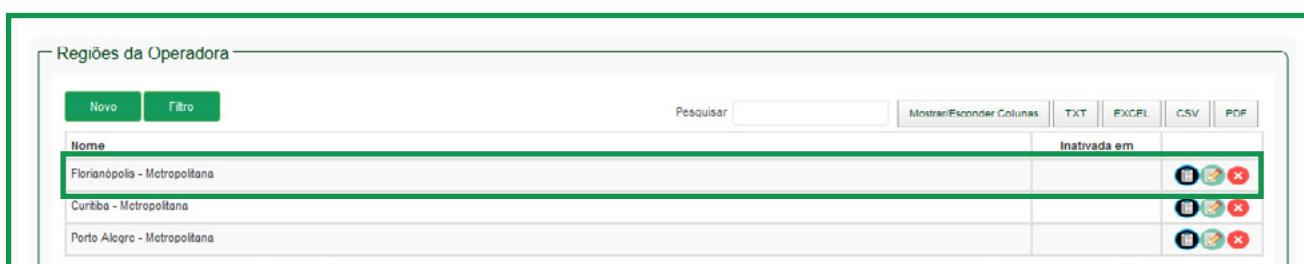 Regiões da Operadora
Novo Filtro Pesquisar Mostrar/Esconder Colunas TXT EXCEL CSV PDF
Nome Inativada em
Florianópolis - Metropolitana
Curitiba - Metropolitana
Porto Alegre - Metropolitana